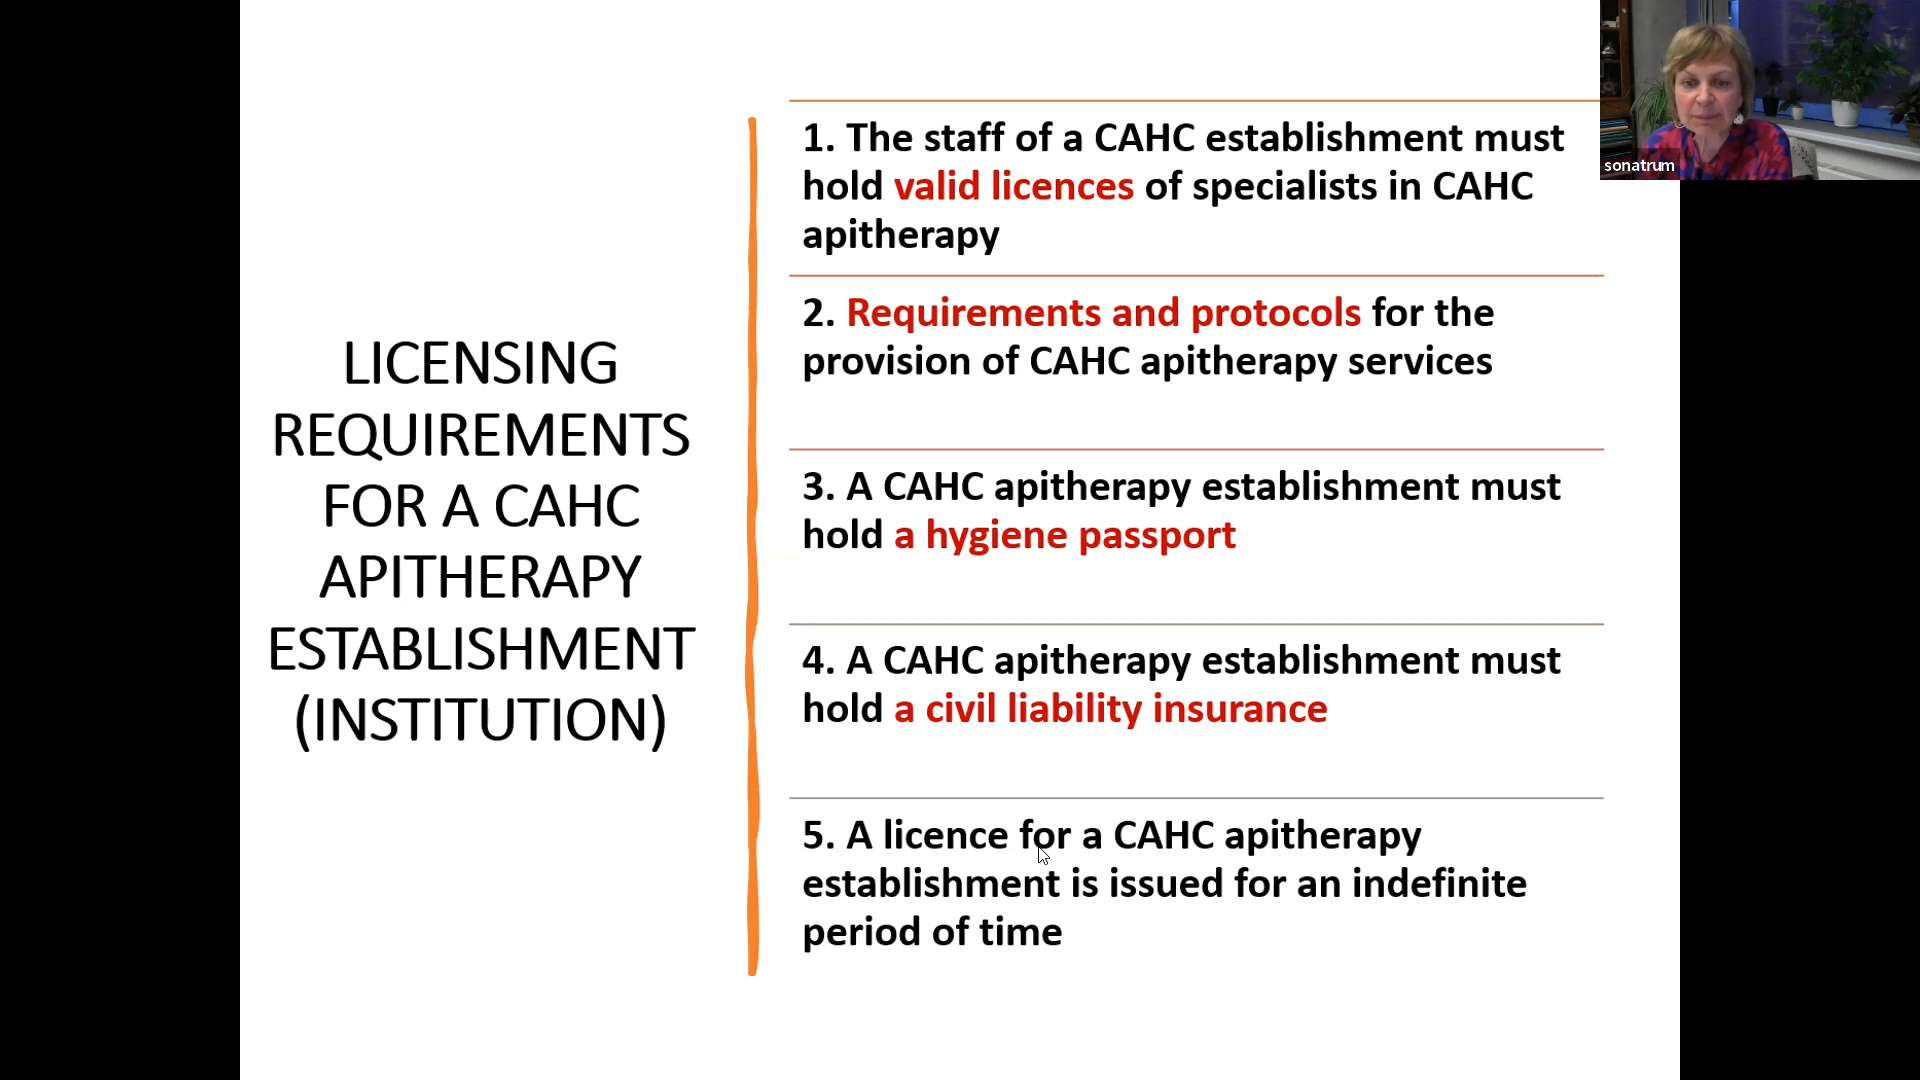 LICENSING
REQUIREMENTS
FOR A CAHC
APITHERAPY
ESTABLISHMENT
(INSTITUTION)
1. The staff of a CAHC establishment must
hold valid licences of specialists in CAHC
apitherapy
2. Requirements and protocols for the
provision of CAHC apitherapy services
3. A CAHC apitherapy establishment must
hold a hygiene passport
4. A CAHC apitherapy establishment must
hold a civil liability insurance
5. A licence for a CAHC apitherapy
establishment is issued for an indefinite
period of time
sonatrum